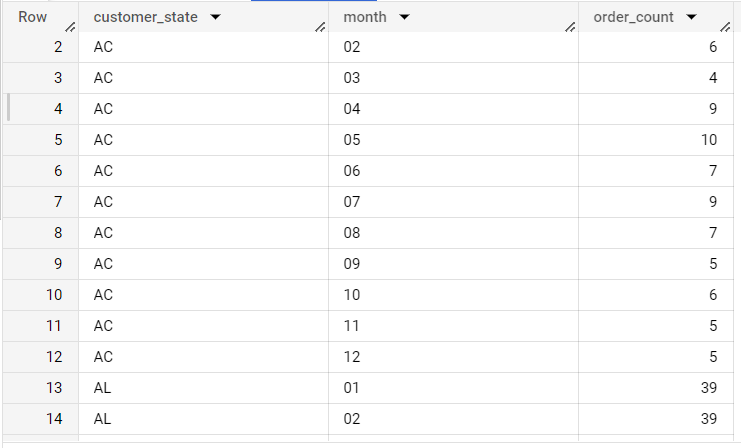 Row customer_state month order_count
2 AC 02 6
3 AC 03 4
4 AC 04 9
5 AC 05 10
6 AC 06 7
7 AC 07 9
8 AC 08 7
9 AC 09 5
10 AC 10 6
11 AC 11 5
12 AC 12 5
13 AL 01 39
14 AL 02 39